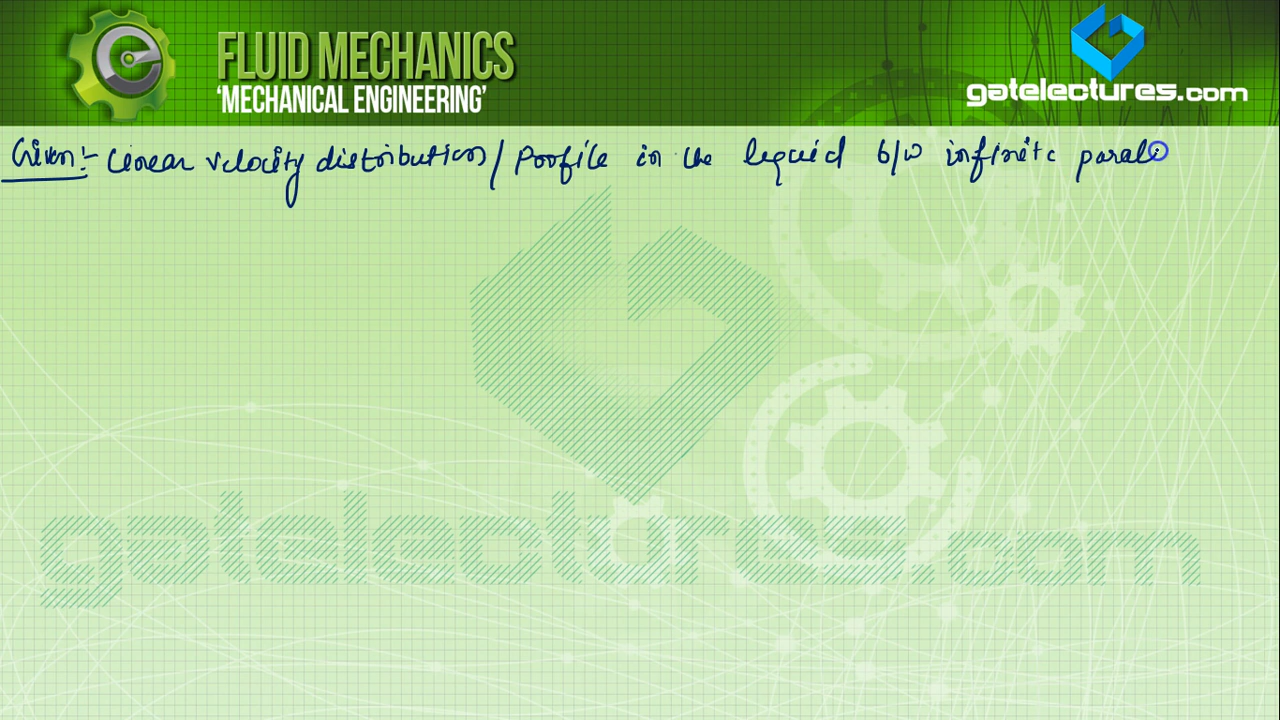 FLUID MECHANICS
'MECHANICAL ENGINEERING'
gatelectures.com
Given:- Linear velocity distribution / Profile in the liquid b/w infinite parall
gatelectures.com